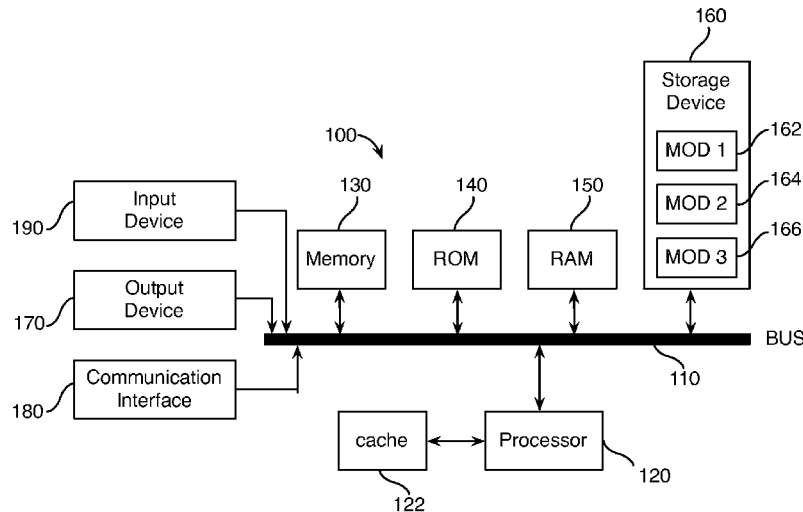 160
Storage
Device
162
MOD 1
164
MOD 2
166
MOD 3
100
130
140
150
Memory
ROM
RAM
Input
Device
190
Output
Device
170
Communication
Interface
180
BUS
110
cache
Processor
122
120